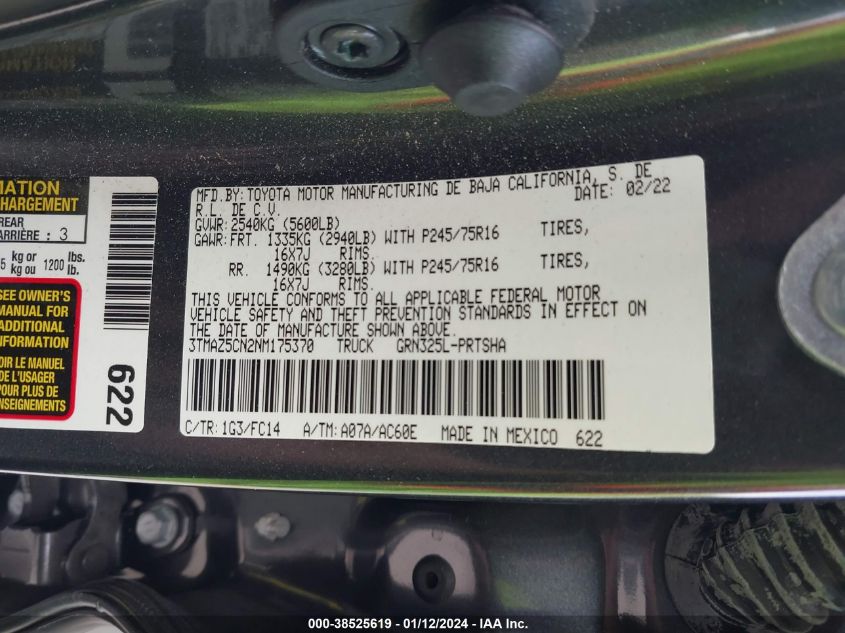 MATION
CHARGEMENT
REAR
ARRIÈRE : 3
5 kg or 1200 lbs.
kg ou lb.
SEE OWNER'S
MANUAL FOR
ADDITIONAL
INFORMATION
OIR LE MANUEL
DE L'USAGER
POUR PLUS DE
NSEIGNEMENTS
622
MFD.BY:TOYOTA MOTOR MANUFACTURING DE BAJA CALIFORNIA, S. DE
R.L. DE C.V. DATE: 02/22
GVWR:2540KG (5600LB)
GAWR:FRT. 1335KG (2940LB) WITH P245/75R16 TIRES,
16X7J RIMS.
RR. 1490KG (3280LB) WITH P245/75R16 TIRES,
16X7J RIMS.
THIS VEHICLE CONFORMS TO ALL APPLICABLE FEDERAL MOTOR
VEHICLE SAFETY AND THEFT PREVENTION STANDARDS IN EFFECT ON
THE DATE OF MANUFACTURE SHOWN ABOVE.
3TMAZ5CN2NM175370 TRUCK GRN325L-PRTSHA
C/TR:1G3/FC14 A/TM:A07A/AC60E MADE IN MEXICO 622
000-38525619 - 01/12/2024 - IAA Inc.